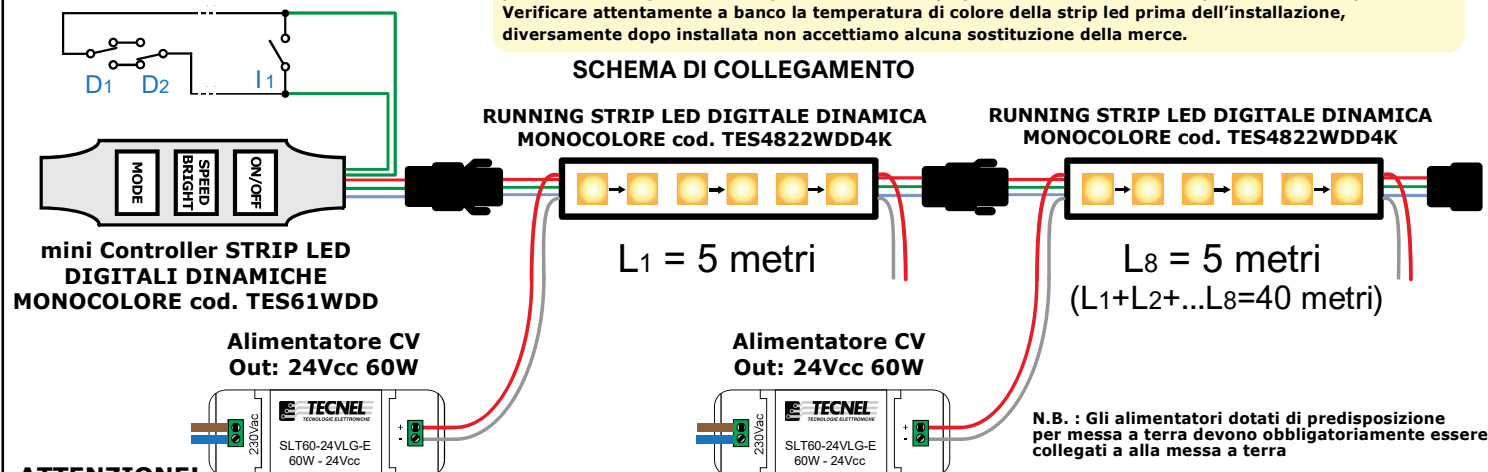 Verificare attentamente a banco la temperatura di colore della strip led prima dell'installazione,
diversamente dopo installata non accettiamo alcuna sostituzione della merce.
SCHEMA DI COLLEGAMENTO
D1
D2
I1
RUNNING STRIP LED DIGITALE DINAMICA
MONOCOLORE cod. TES4822WDD4K
RUNNING STRIP LED DIGITALE DINAMICA
MONOCOLORE cod. TES4822WDD4K
MODE
SPEED
BRIGHT
ON/OFF
mini Controller STRIP LED
DIGITALI DINAMICHE
MONOCOLORE cod. TES61WDD
L1 = 5 metri
L8 = 5 metri
(L1+L2+...L8=40 metri)
Alimentatore CV
Out: 24Vcc 60W
Alimentatore CV
Out: 24Vcc 60W
230Vac
TECNEL
TECNOLOGIE ELETTRONICHE
SLT60-24VLG-E
60W - 24Vcc
+
-
230Vac
TECNEL
TECNOLOGIE ELETTRONICHE
SLT60-24VLG-E
60W - 24Vcc
+
-
N.B. : Gli alimentatori dotati di predisposizione
per messa a terra devono obbligatoriamente essere
collegati a alla messa a terra
ATTENZIONE!